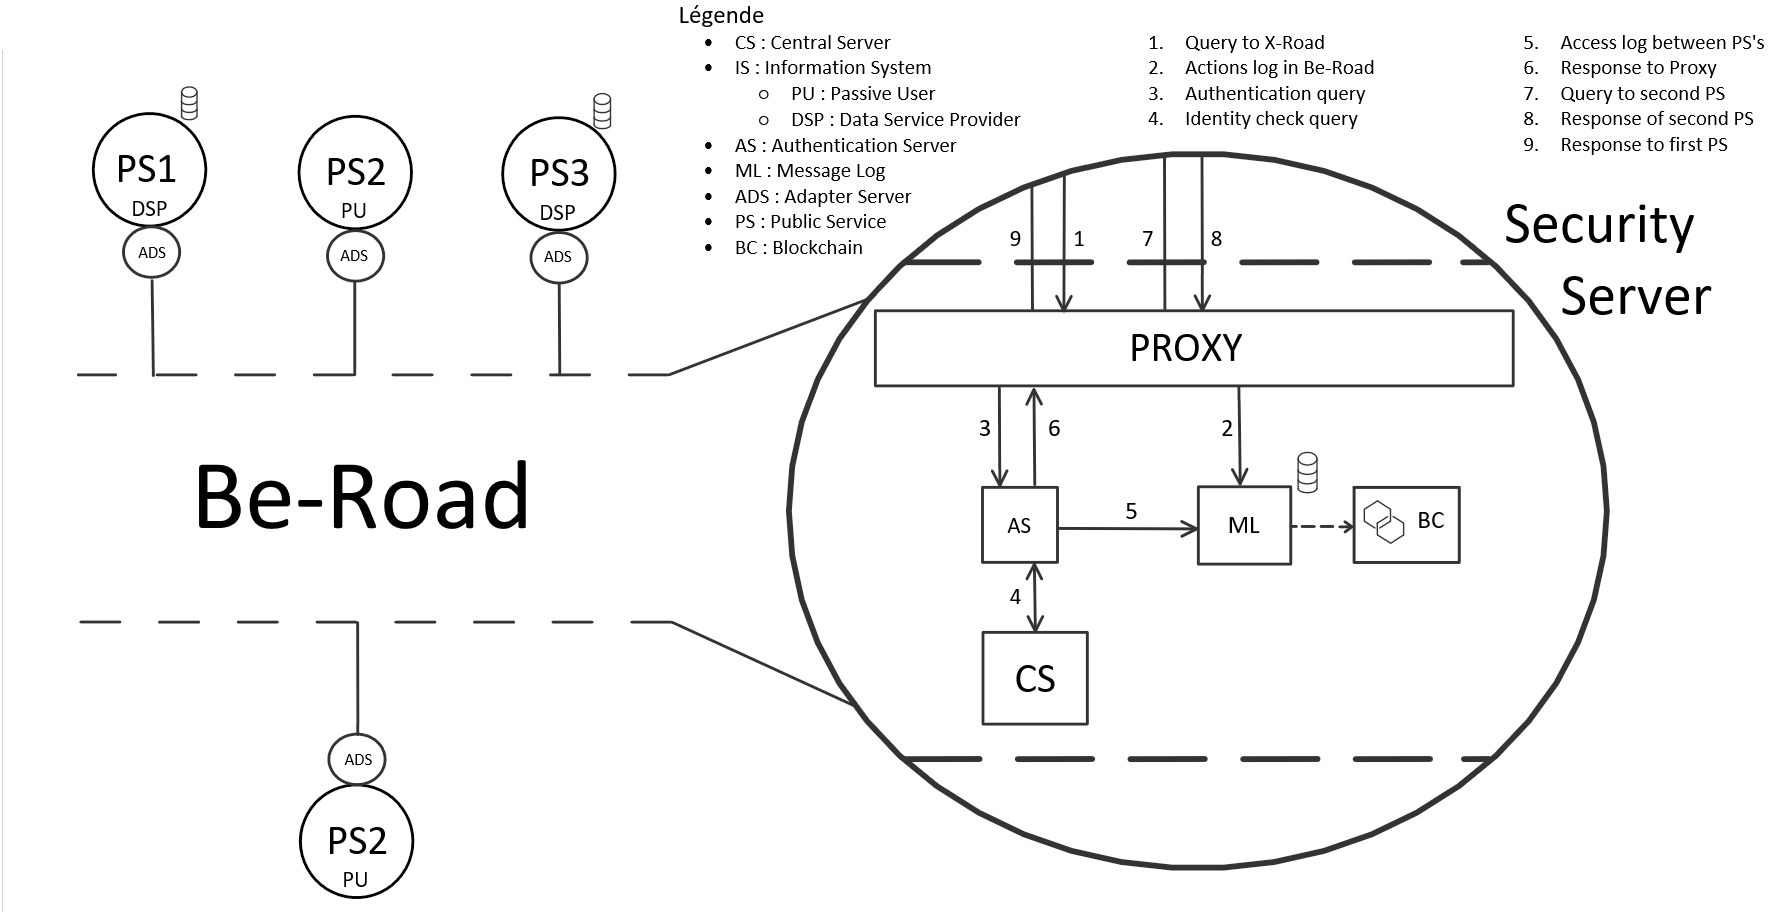 Légende
• CS : Central Server
• IS : Information System
o PU : Passive User
o DSP : Data Service Provider
• AS : Authentication Server
• ML : Message Log
• ADS : Adapter Server
• PS : Public Service
• BC : Blockchain
1. Query to X-Road
2. Actions log in Be-Road
3. Authentication query
4. Identity check query
5. Access log between PS's
6. Response to Proxy
7. Query to second PS
8. Response of second PS
9. Response to first PS
PS1
DSP
ADS
PS2
PU
ADS
PS3
DSP
ADS
Be-Road
ADS
PS2
PU
Security
Server
9
1
7
8
PROXY
3
6
2
AS
5
ML
BC
4
CS